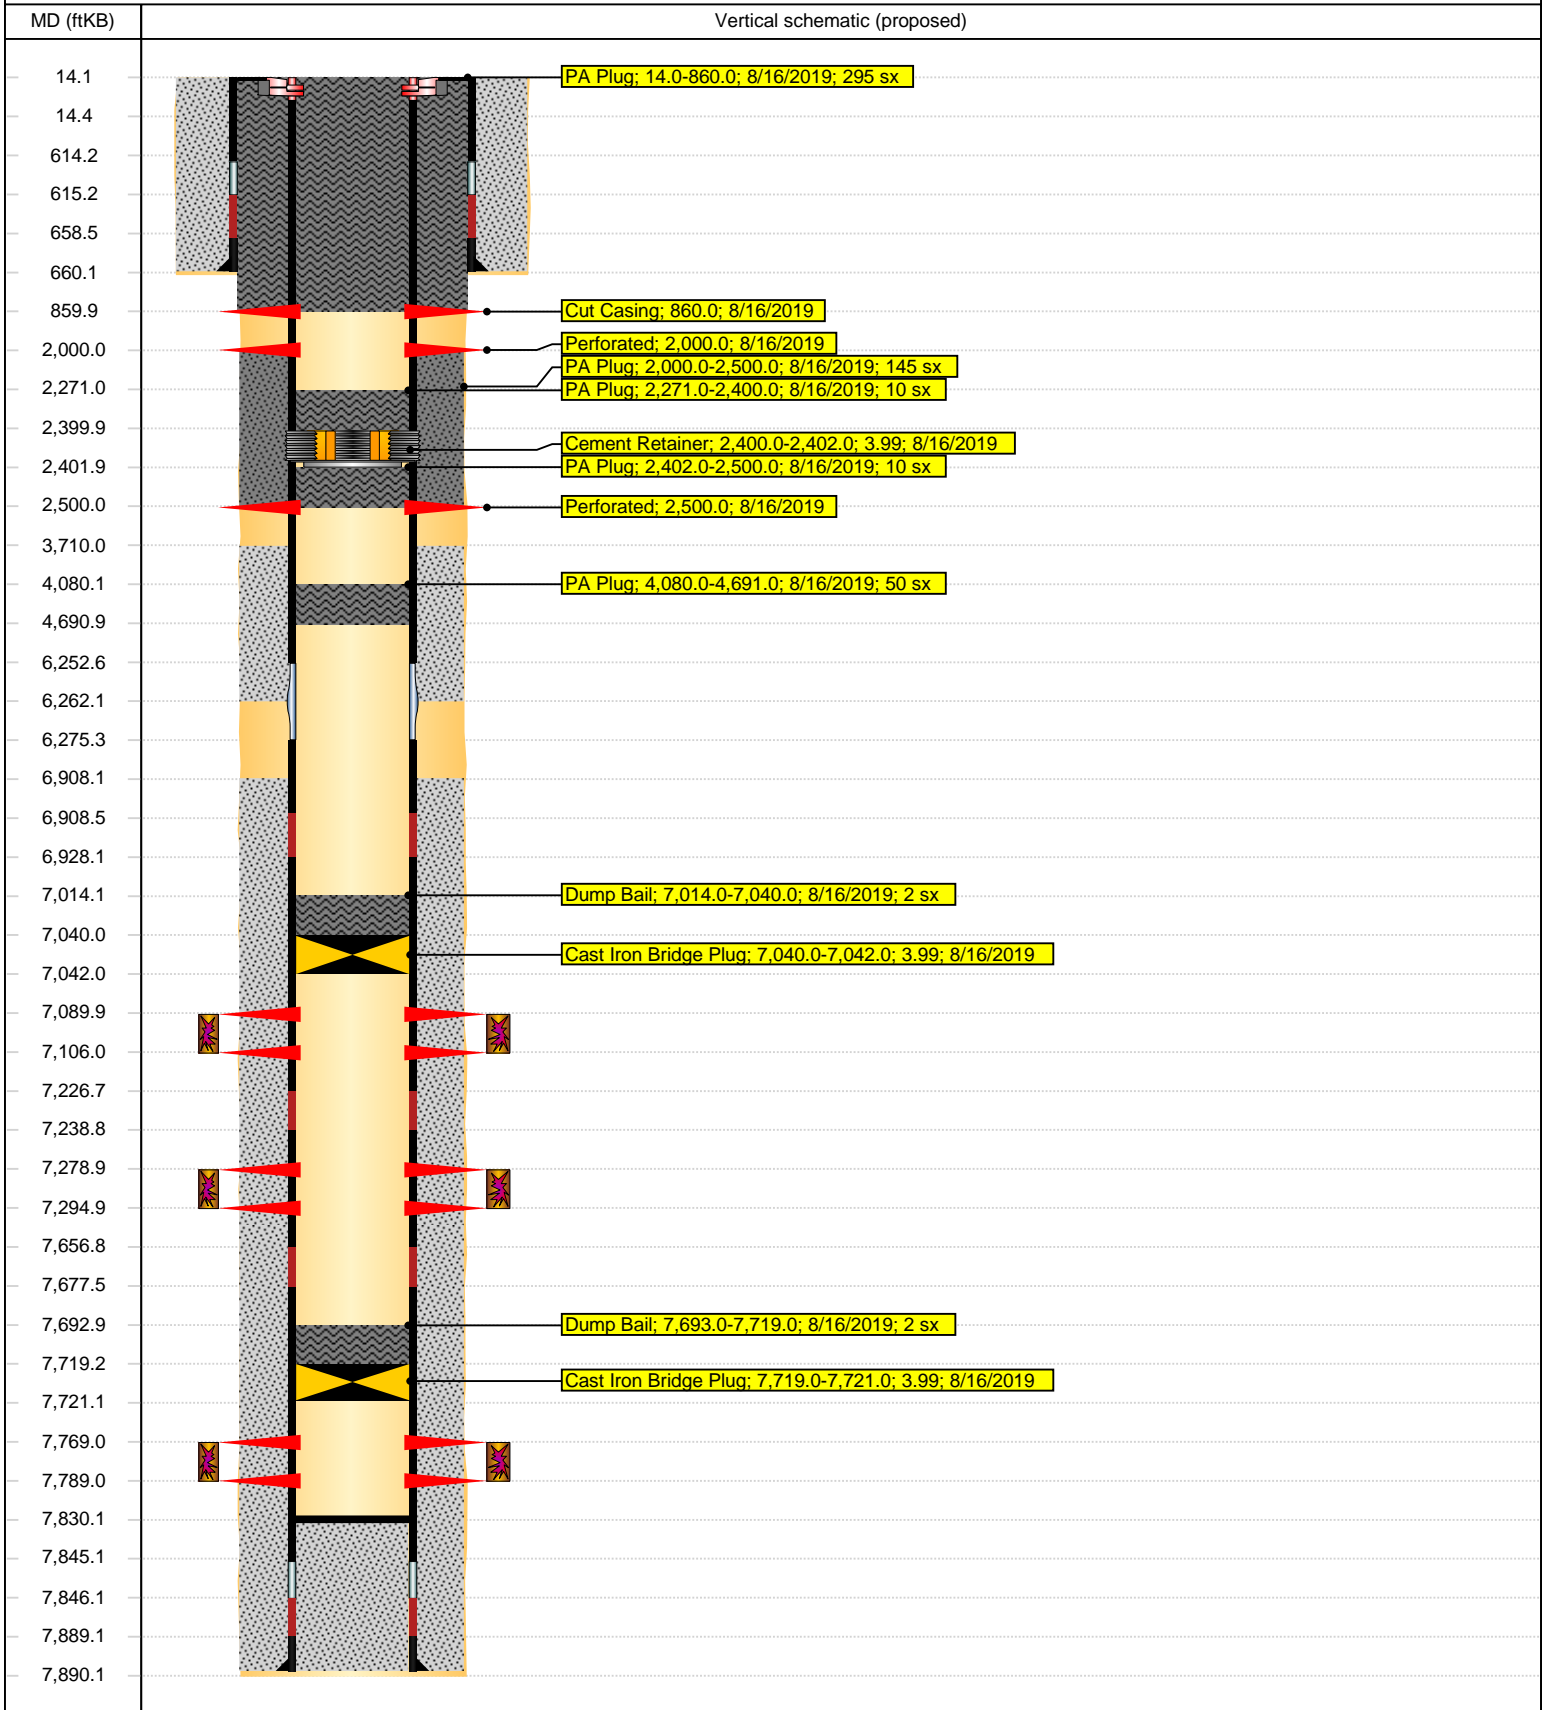 MD (ftKB) Vertical schematic (proposed)
14.1 PA Plug; 14.0-860.0; 8/16/2019; 295 sx
14.4
614.2
615.2
658.5
660.1
859.9 Cut Casing; 860.0; 8/16/2019
2,000.0 Perforated; 2,000.0; 8/16/2019
PA Plug; 2,000.0-2,500.0; 8/16/2019; 145 sx
2,271.0 PA Plug; 2,271.0-2,400.0; 8/16/2019; 10 sx
2,399.9
Cement Retainer; 2,400.0-2,402.0; 3.99; 8/16/2019
2,401.9 PA Plug; 2,402.0-2,500.0; 8/16/2019; 10 sx
2,500.0 Perforated; 2,500.0; 8/16/2019
3,710.0
4,080.1 PA Plug; 4,080.0-4,691.0; 8/16/2019; 50 sx
4,690.9
6,252.6
6,262.1
6,275.3
6,908.1
6,908.5
6,928.1
7,014.1 Dump Bail; 7,014.0-7,040.0; 8/16/2019; 2 sx
7,040.0
Cast Iron Bridge Plug; 7,040.0-7,042.0; 3.99; 8/16/2019
7,042.0
7,089.9
7,106.0
7,226.7
7,238.8
7,278.9
7,294.9
7,656.8
7,677.5
7,692.9 Dump Bail; 7,693.0-7,719.0; 8/16/2019; 2 sx
7,719.2
Cast Iron Bridge Plug; 7,719.0-7,721.0; 3.99; 8/16/2019
7,721.1
7,769.0
7,789.0
7,830.1
7,845.1
7,846.1
7,889.1
7,890.1